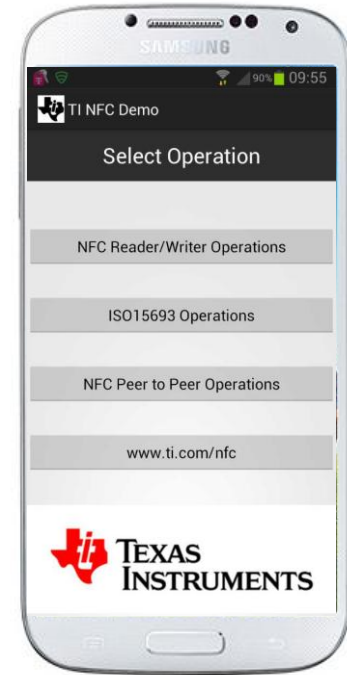 SAMSUNG
90% 09:55
TI NFC Demo
Select Operation
NFC Reader/Writer Operations
ISO15693 Operations
NFC Peer to Peer Operations
www.ti.com/nfc
TEXAS
INSTRUMENTS